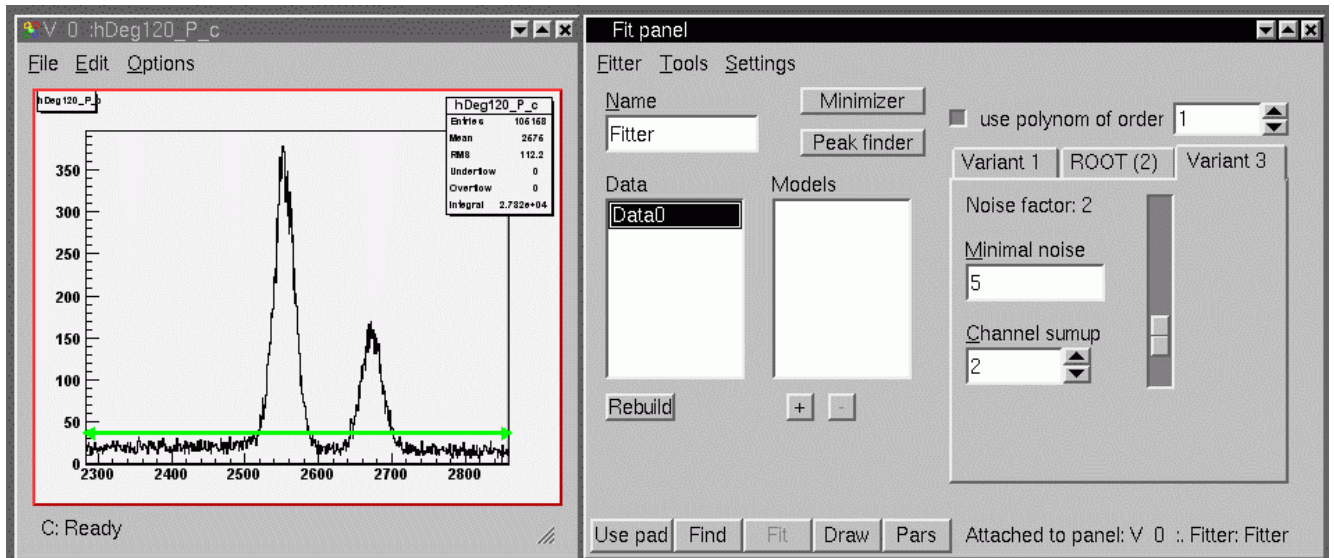 V 0 :hDeg120_P_c
File Edit Options
hDeg120_P_c
hDeg120_P_c
Entries 106168
Mean 2676
RMS 112.2
Underflow 0
Overflow 0
Integral 2.732e+04
350
300
250
200
150
100
50
0
2300 2400 2500 2600 2700 2800
C: Ready
Fit panel
Fitter Tools Settings
Name
Fitter
Minimizer
Peak finder
use polynom of order 1
Data
Data0
Models
Variant 1 ROOT (2) Variant 3
Noise factor: 2
Minimal noise
5
Channel sumup
2
Rebuild
+ -
Use pad Find Fit Draw Pars Attached to panel: V 0 :. Fitter: Fitter